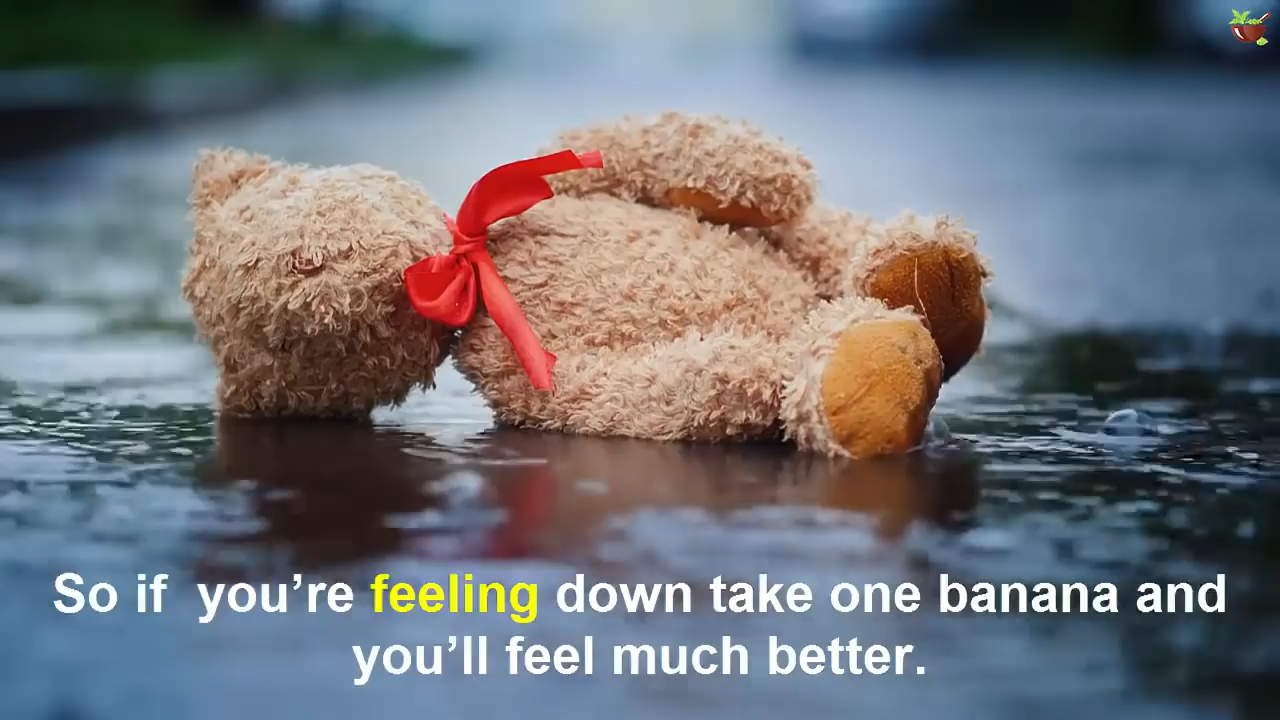 So if  you’re feeling down take one banana and
you’ll feel much better.